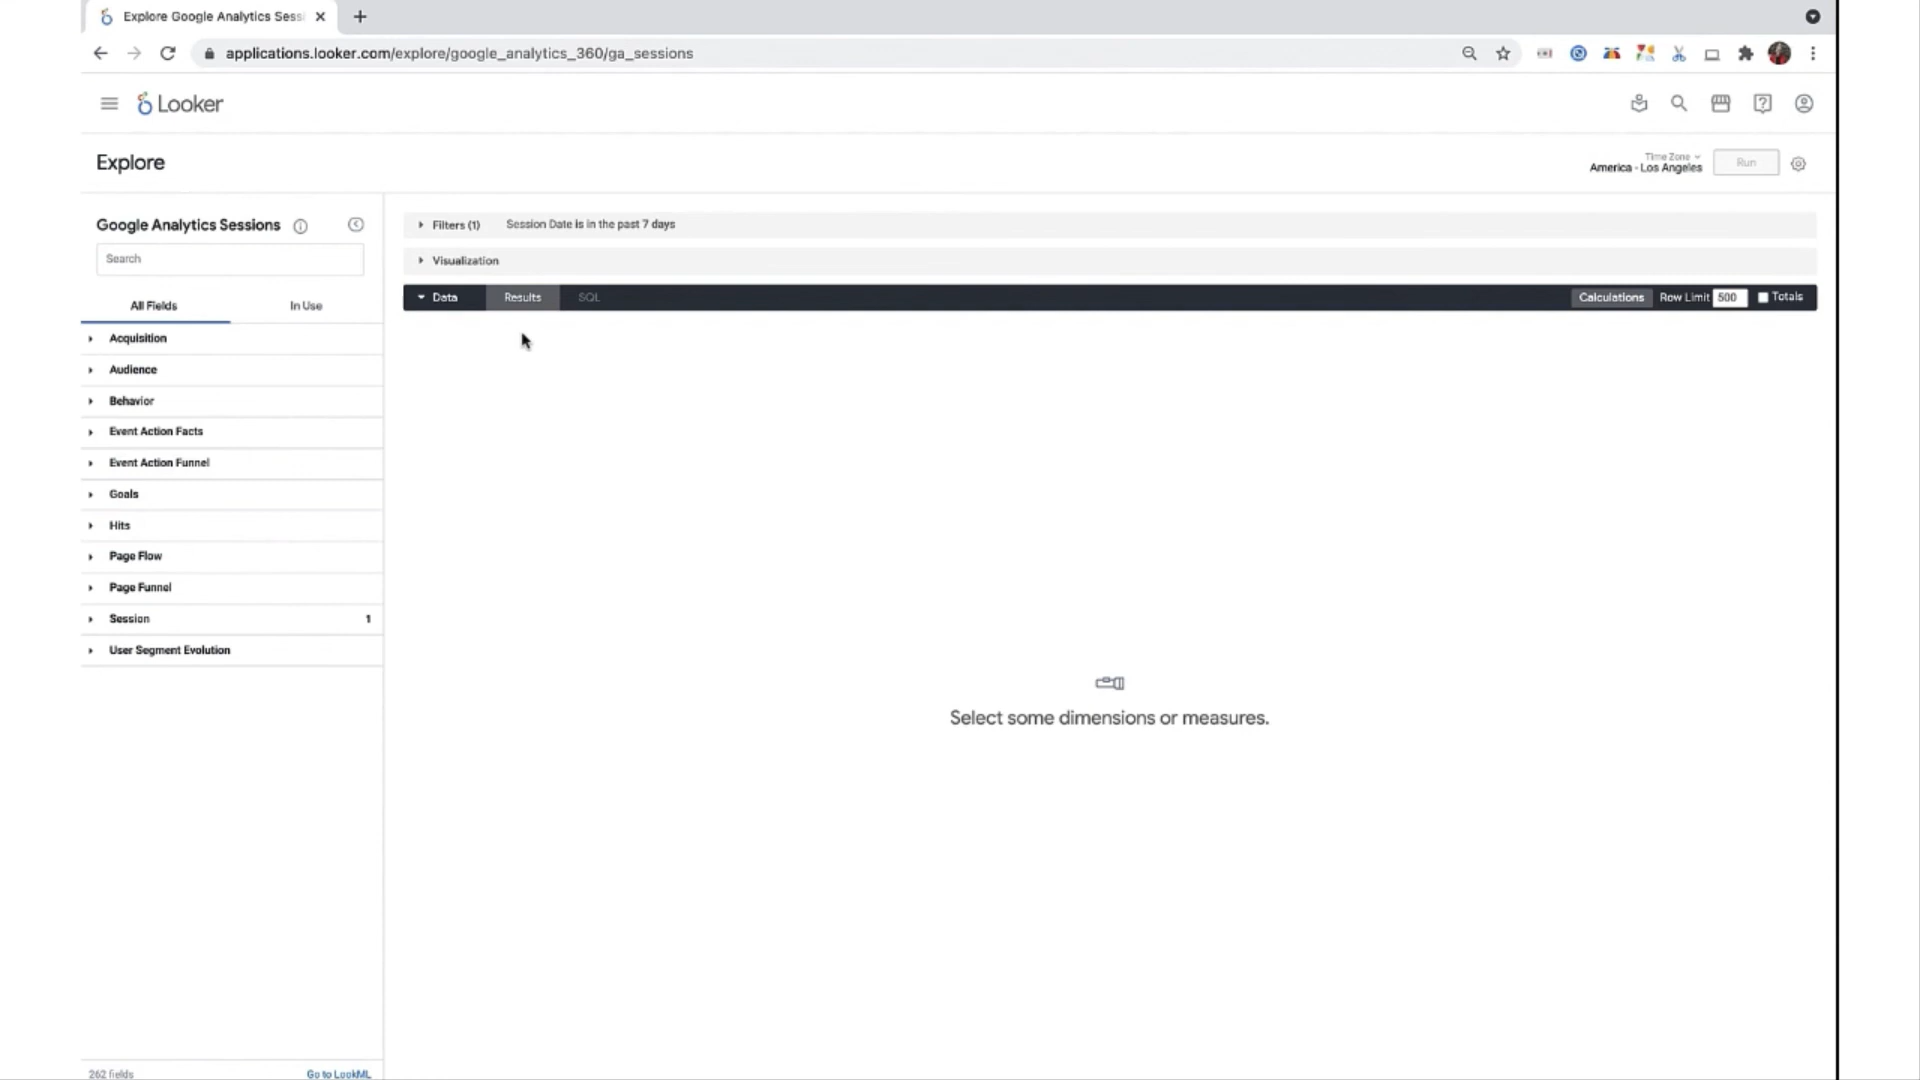 Explore Google Analytics Sess
applications.looker.com/explore/google_analytics_360/ga_sessions
Looker
Explore
Time Zone
America - Los Angeles
Run
Google Analytics Sessions
Search
All Fields
In Use
Acquisition
Audience
Behavior
Event Action Facts
Event Action Funnel
Goals
Hits
Page Flow
Page Funnel
Session 1
User Segment Evolution
262 fields
Go to LookML
Filters (1) Session Date is in the past 7 days
Visualization
Data Results SQL Calculations Row Limit 500 Totals
Select some dimensions or measures.